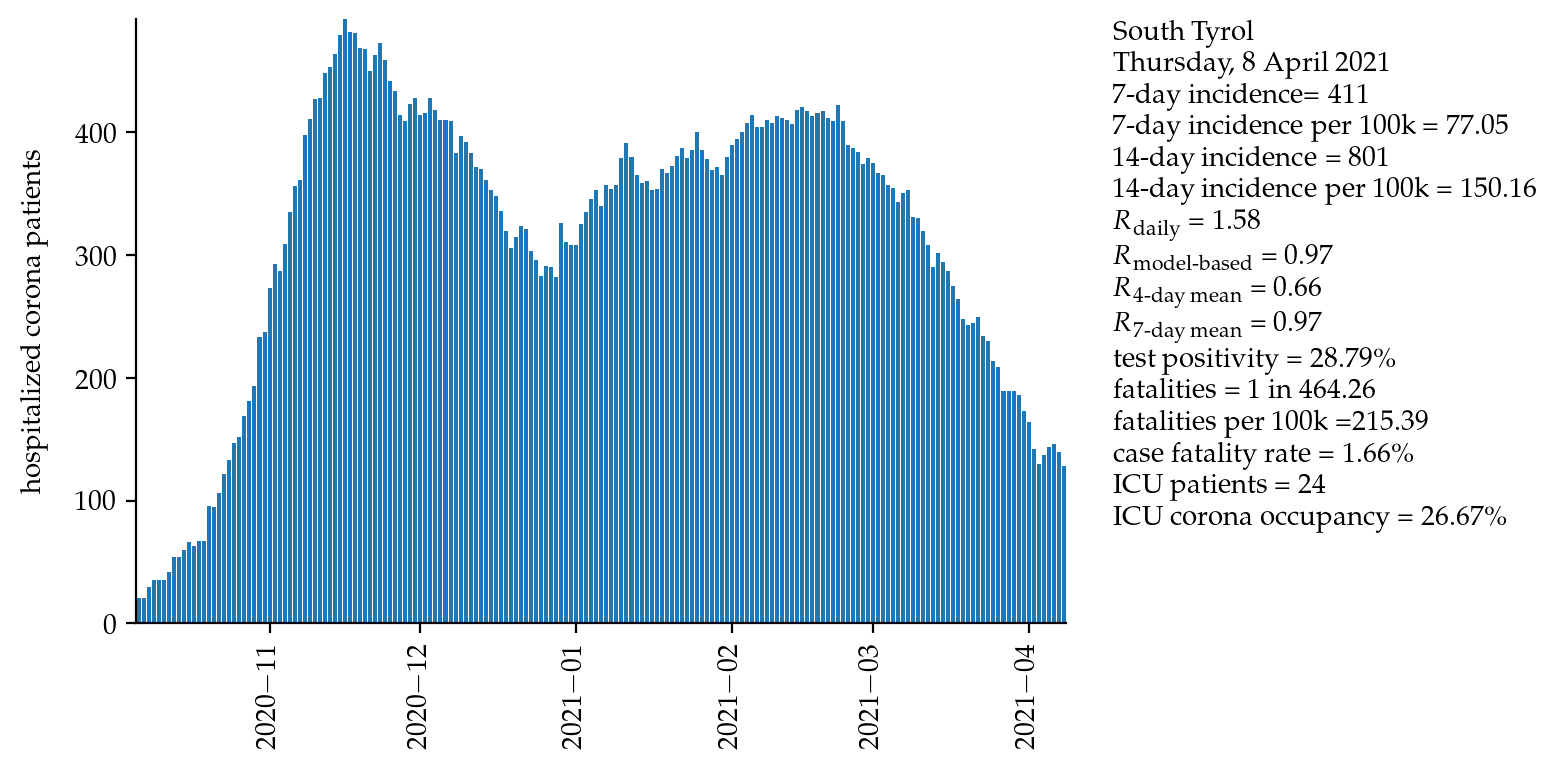 hospitalized corona patients
400
300
200
100
0
2020−11
2020−12
2021−01
2021−02
2021−03
2021−04
South Tyrol
Thursday, 8 April 2021
7-day incidence= 411
7-day incidence per 100k = 77.05
14-day incidence = 801
14-day incidence per 100k = 150.16
Rdaily = 1.58
Rmodel-based = 0.97
R4-day mean = 0.66
R7-day mean = 0.97
test positivity = 28.79%
fatalities = 1 in 464.26
fatalities per 100k =215.39
case fatality rate = 1.66%
ICU patients = 24
ICU corona occupancy = 26.67%